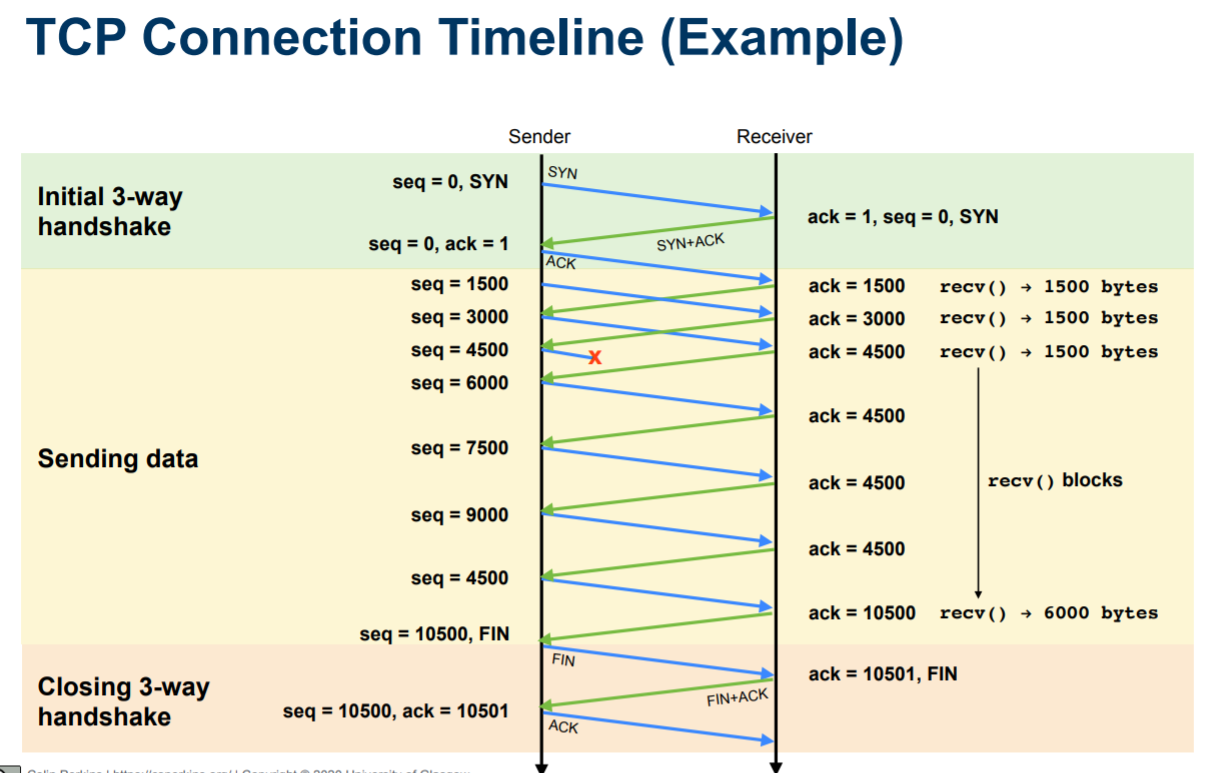 TCP Connection Timeline (Example)
Sender Receiver
Initial 3-way
handshake
seq = 0, SYN
SYN
ack = 1, seq = 0, SYN
SYN+ACK
seq = 0, ack = 1
ACK
Sending data
seq = 1500
ack = 1500 recv() → 1500 bytes
seq = 3000
ack = 3000 recv() → 1500 bytes
seq = 4500
X
ack = 4500 recv() → 1500 bytes
seq = 6000
ack = 4500
seq = 7500
ack = 4500 recv() blocks
seq = 9000
ack = 4500
seq = 4500
ack = 10500 recv() → 6000 bytes
seq = 10500, FIN
Closing 3-way
handshake
FIN
ack = 10501, FIN
FIN+ACK
seq = 10500, ack = 10501
ACK